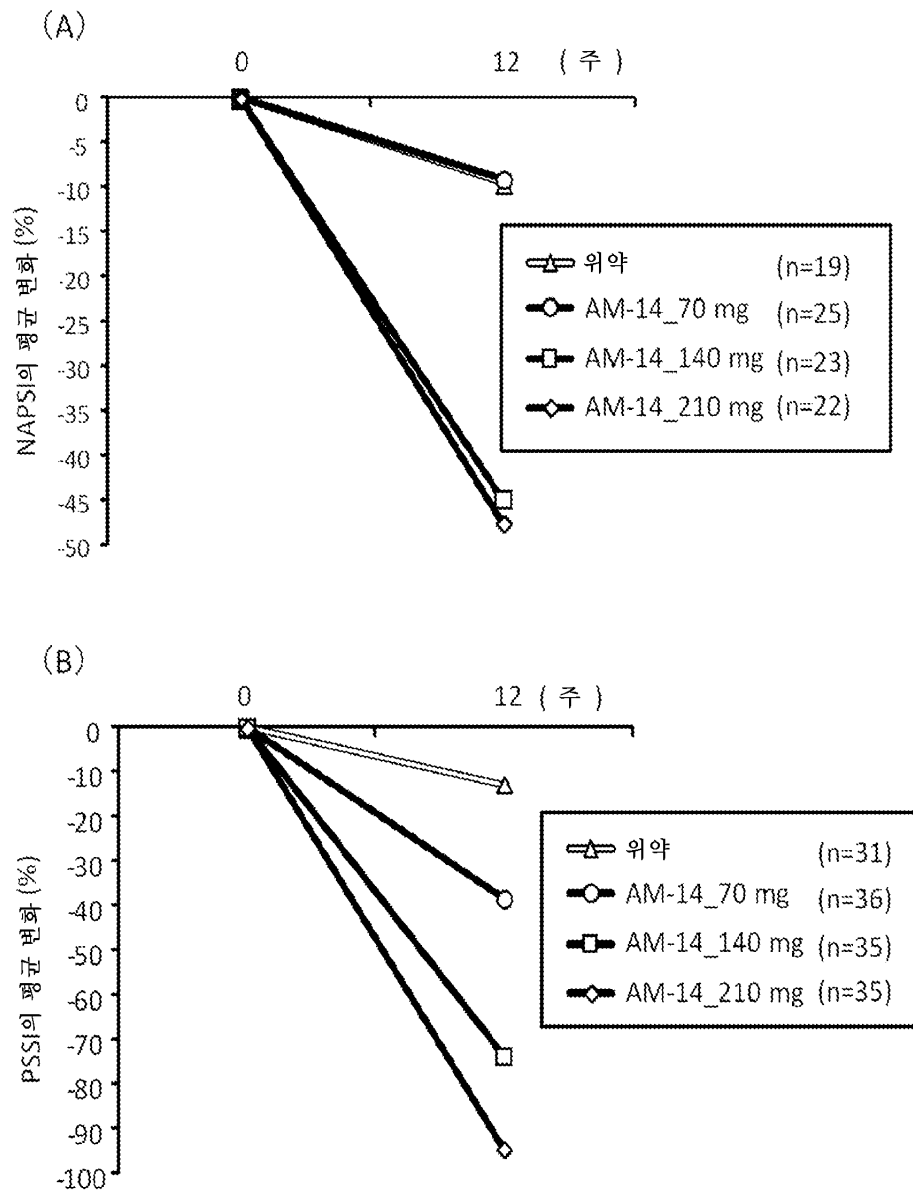 (A)
0 12 ( 주 )
0
-5
-10
-15
-20
-25
-30
-35
-40
-45
-50
NAPSI의 평균 변화 (%)
위약 (n=19)
AM-14_70 mg (n=25)
AM-14_140 mg (n=23)
AM-14_210 mg (n=22)
(B)
0 12 ( 주 )
0
-10
-20
-30
-40
-50
-60
-70
-80
-90
-100
PSSI의 평균 변화 (%)
위약 (n=31)
AM-14_70 mg (n=36)
AM-14_140 mg (n=35)
AM-14_210 mg (n=35)